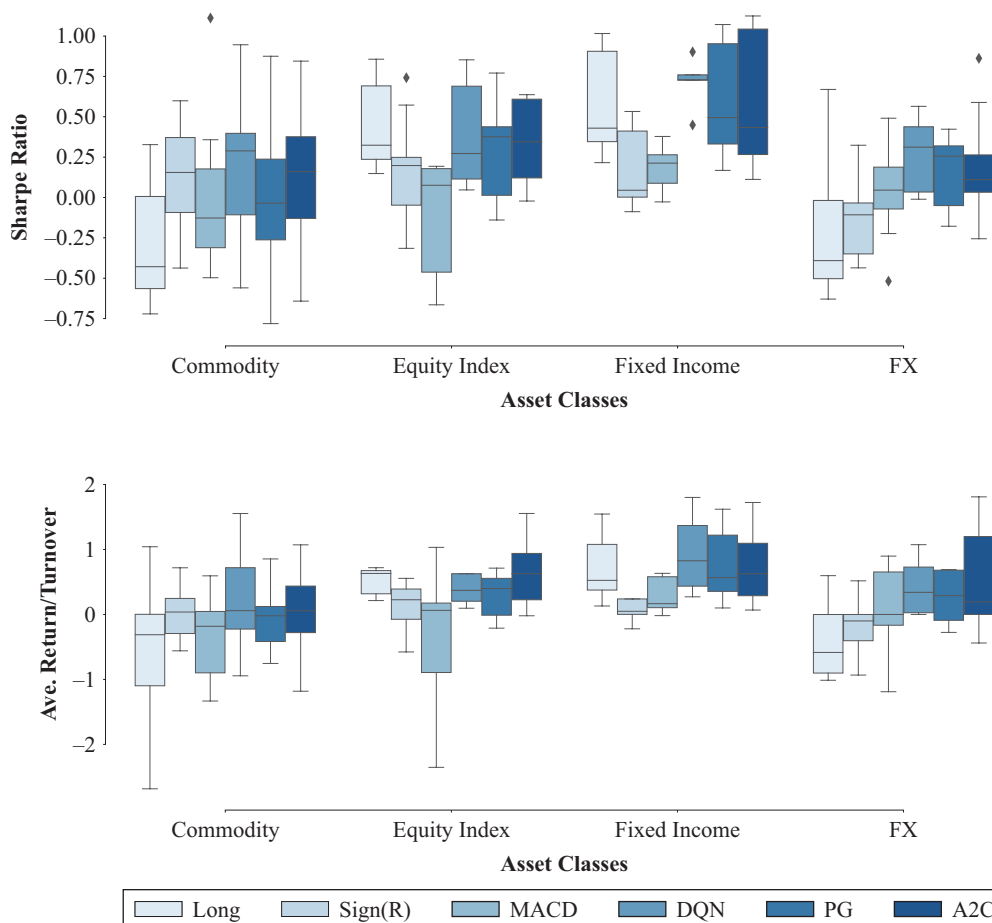 1.00
0.75
0.50
0.25
0.00
–0.25
–0.50
–0.75
Sharpe Ratio
Commodity Equity Index Fixed Income FX
Asset Classes
2
1
0
–1
–2
Ave. Return/Turnover
Commodity Equity Index Fixed Income FX
Asset Classes
Long Sign(R) MACD DQN PG A2C